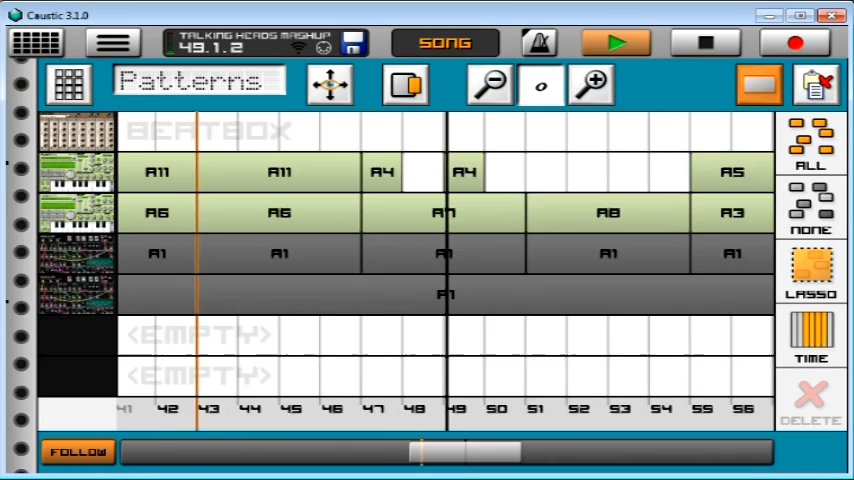 Caustic 3.1.0
TALKING HEADS MASHUP
49.1.2
SONG
Patterns
o
BEATBOX
ALL
A11 A11 A4 A4 A5
NONE
A6 A6 A7 A8 A3
A1 A1 A1 A1 A1
LASSO
A1
<EMPTY>
TIME
<EMPTY>
41 42 43 44 45 46 47 48 49 50 51 52 53 54 55 56
DELETE
FOLLOW